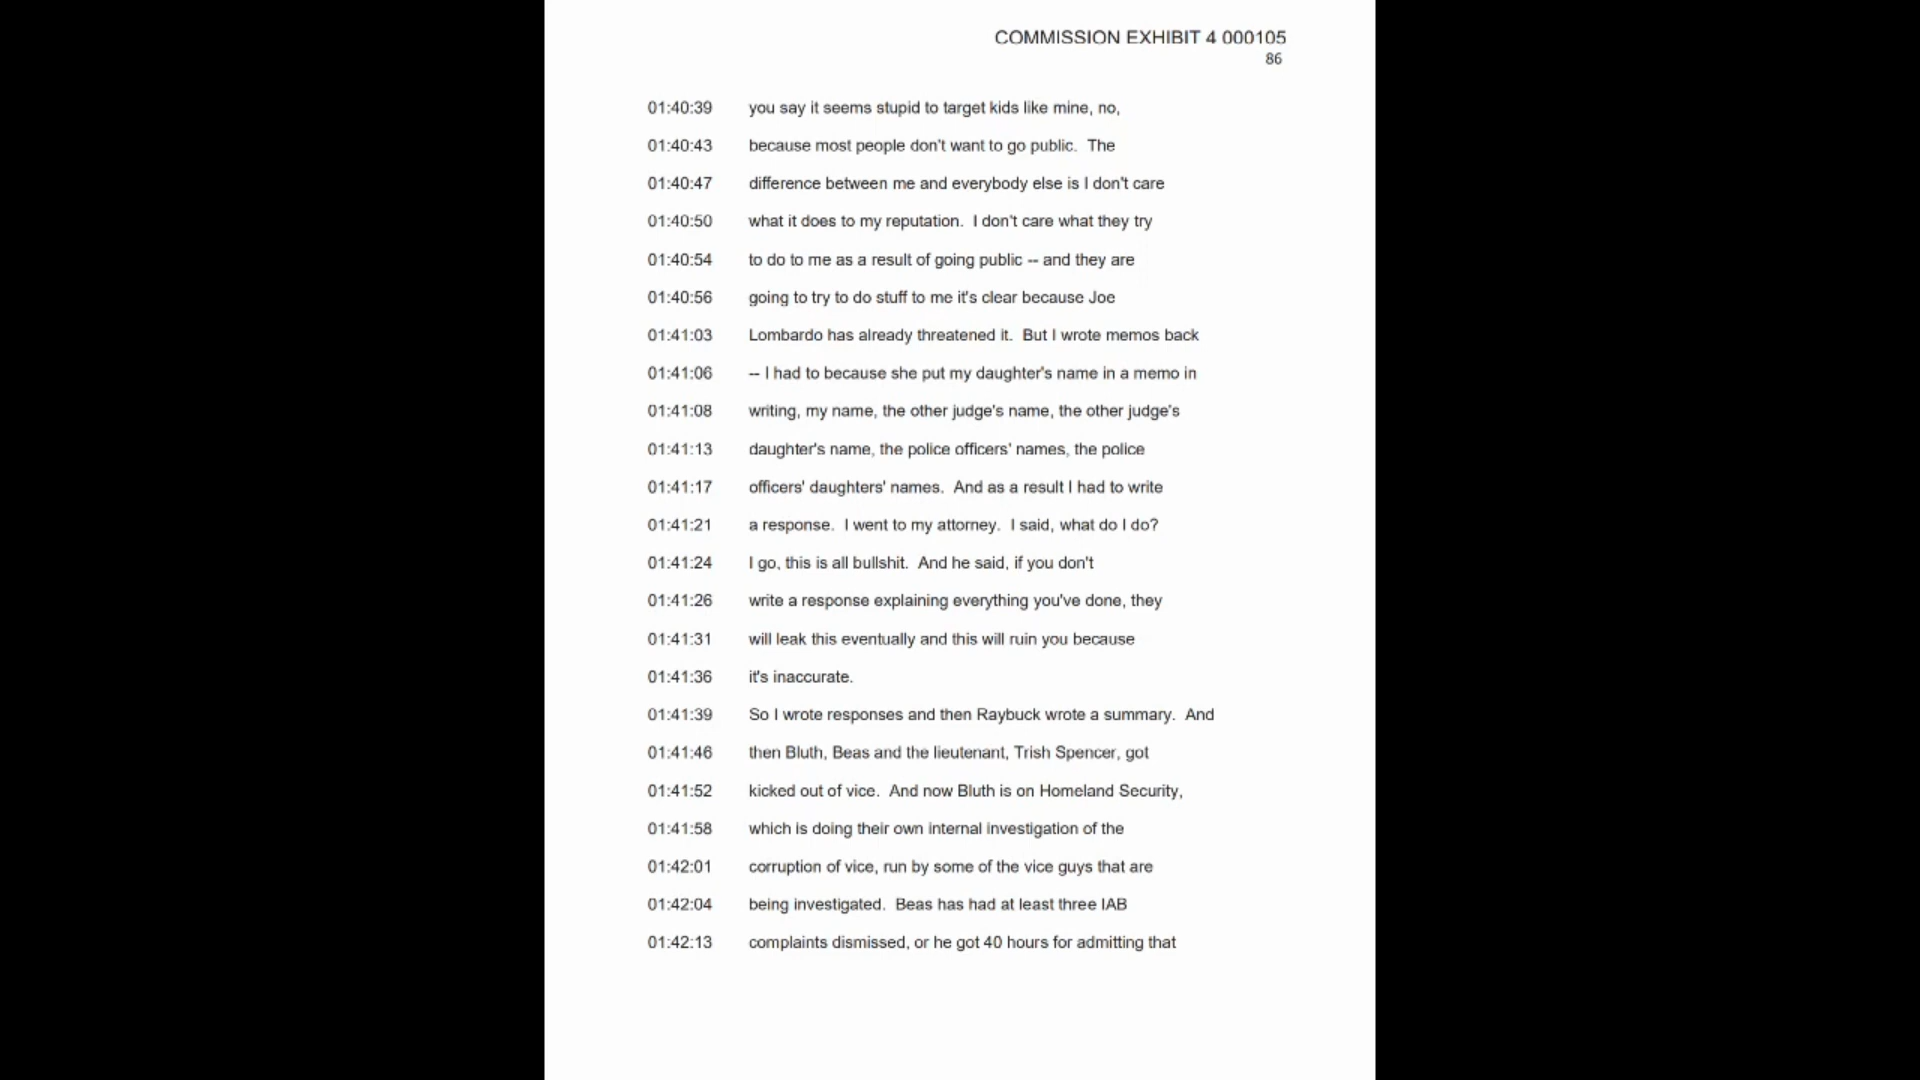 COMMISSION EXHIBIT 4 000105
86
01:40:39 you say it seems stupid to target kids like mine, no,
01:40:43 because most people don't want to go public. The
01:40:47 difference between me and everybody else is I don't care
01:40:50 what it does to my reputation. I don't care what they try
01:40:54 to do to me as a result of going public -- and they are
01:40:56 going to try to do stuff to me it's clear because Joe
01:41:03 Lombardo has already threatened it. But I wrote memos back
01:41:06 -- I had to because she put my daughter's name in a memo in
01:41:08 writing, my name, the other judge's name, the other judge's
01:41:13 daughter's name, the police officers' names, the police
01:41:17 officers' daughters' names. And as a result I had to write
01:41:21 a response. I went to my attorney. I said, what do I do?
01:41:24 I go, this is all bullshit. And he said, if you don't
01:41:26 write a response explaining everything you've done, they
01:41:31 will leak this eventually and this will ruin you because
01:41:36 it's inaccurate.
01:41:39 So I wrote responses and then Raybuck wrote a summary. And
01:41:46 then Bluth, Beas and the lieutenant, Trish Spencer, got
01:41:52 kicked out of vice. And now Bluth is on Homeland Security,
01:41:58 which is doing their own internal investigation of the
01:42:01 corruption of vice, run by some of the vice guys that are
01:42:04 being investigated. Beas has had at least three IAB
01:42:13 complaints dismissed, or he got 40 hours for admitting that